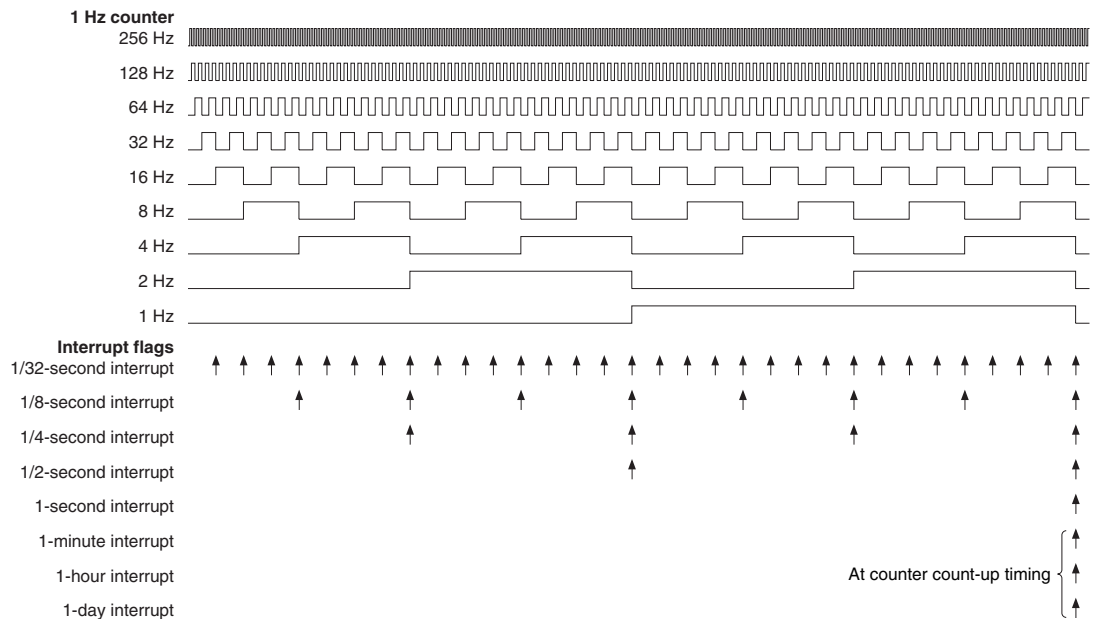 1 Hz counter
256 Hz
128 Hz
64 Hz
32 Hz
16 Hz
8 Hz
4 Hz
2 Hz
1 Hz
Interrupt flags
1/32-second interrupt
1/8-second interrupt
1/4-second interrupt
1/2-second interrupt
1-second interrupt
1-minute interrupt
1-hour interrupt
At counter count-up timing
1-day interrupt